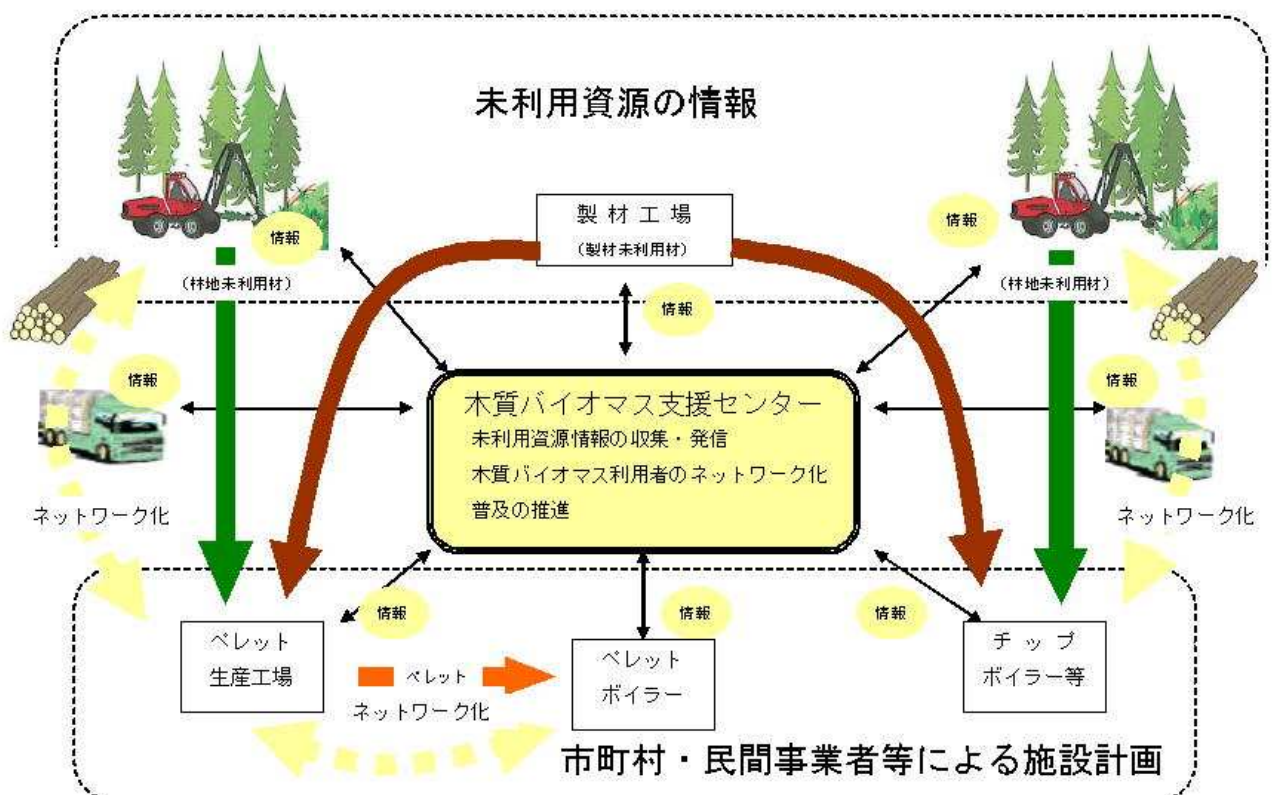 未利用資源の情報
製材工場
(製材未利用材)
情報
情報
(林地未利用材)
(林地未利用材)
情報
情報
情報
木質バイオマス支援センター
未利用資源情報の収集・発信
木質バイオマス利用者のネットワーク化
普及の推進
ネットワーク化
ネットワーク化
情報
情報
情報
ペレット
生産工場
ペレット
ネットワーク化
ペレット
ボイラー
チップ
ボイラー等
市町村・民間事業者等による施設計画